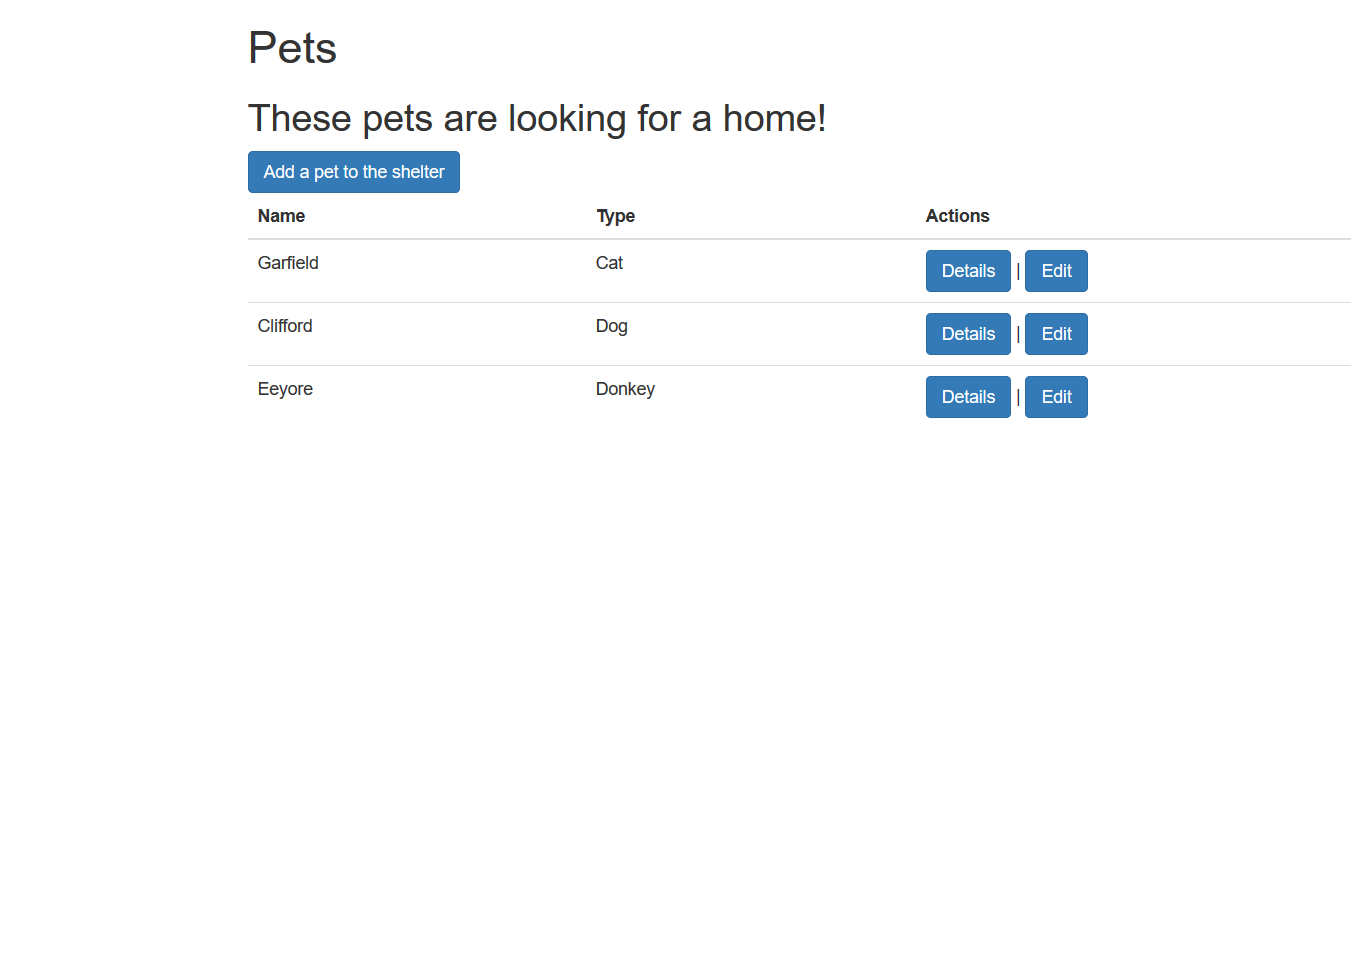 Pets
These pets are looking for a home!
Add a pet to the shelter
Name Type Actions
Garfield Cat Details | Edit
Clifford Dog Details | Edit
Eeyore Donkey Details | Edit